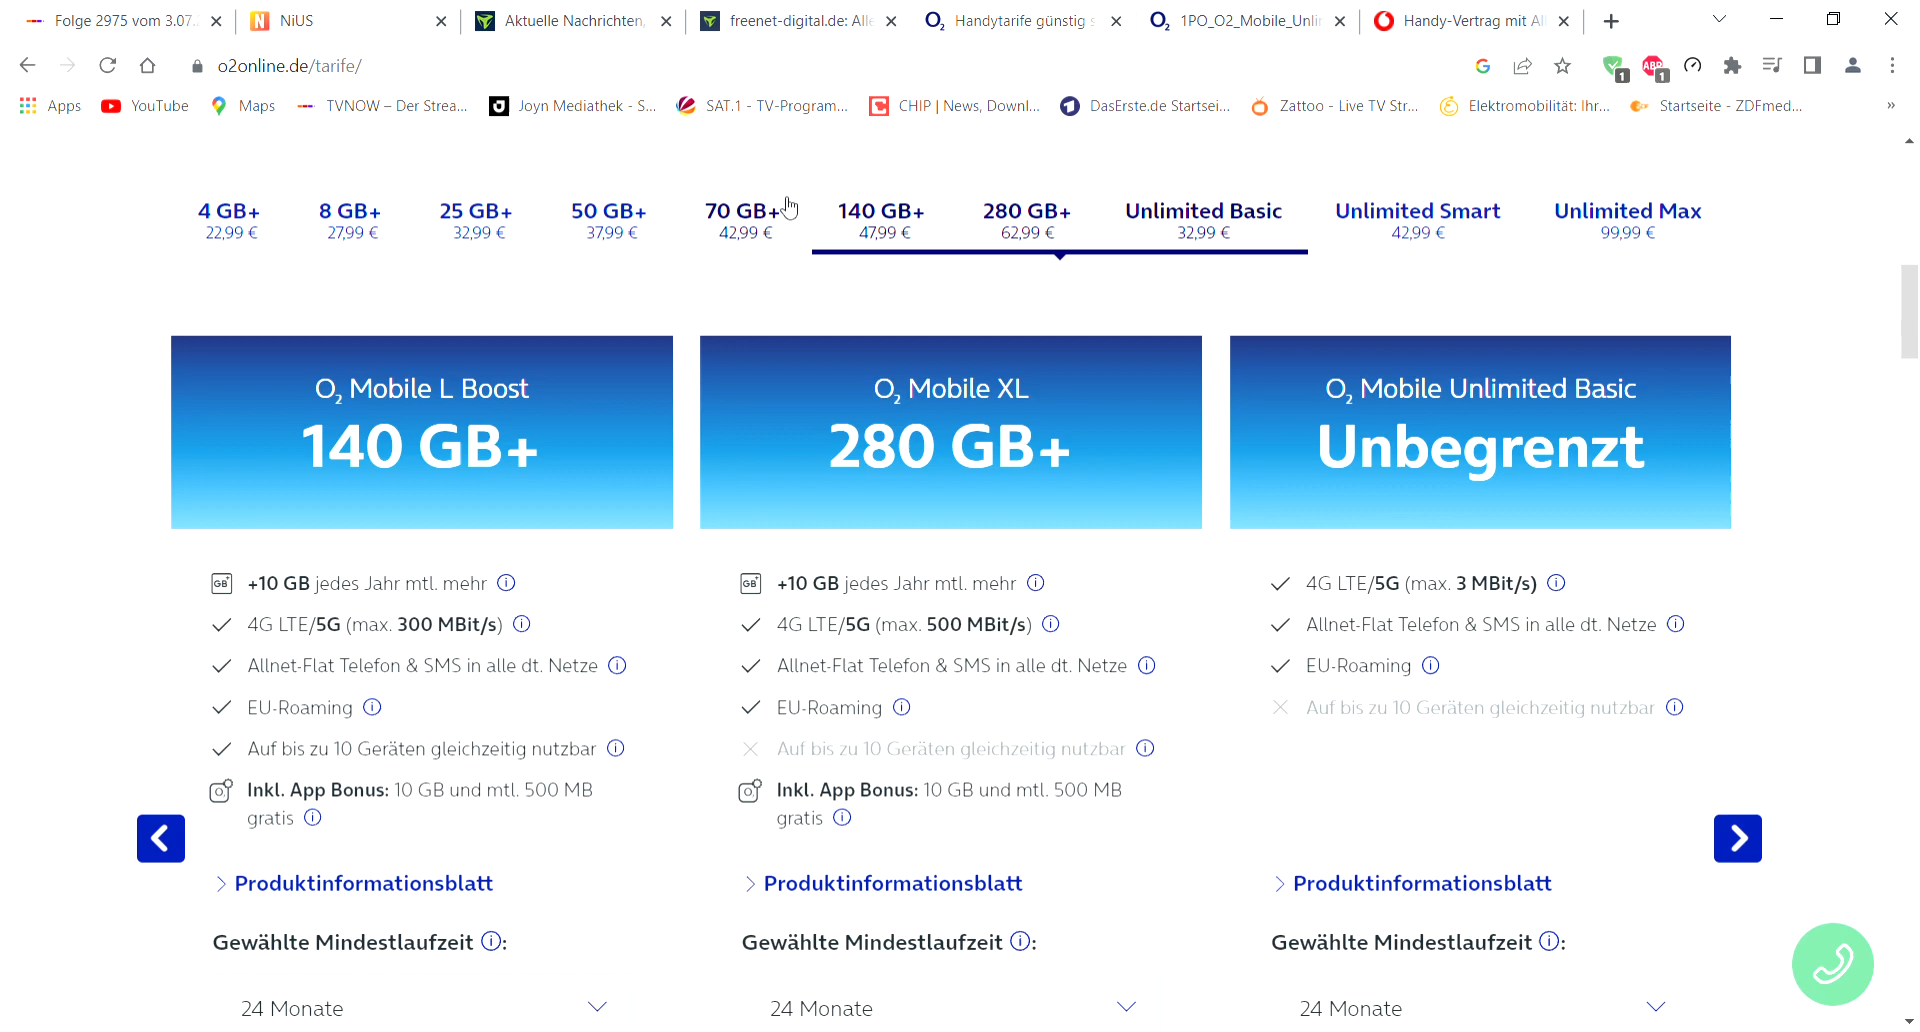 Folge 2975 vom 3.07.2 NiUS Aktuelle Nachrichten, freenet-digital.de: Alle Handytarife günstig s 1PO_O2_Mobile_Unlir Handy-Vertrag mit Al
o2online.de/tarife/ 1 ABP 1
Apps YouTube Maps TVNOW – Der Strea... Joyn Mediathek - S... SAT.1 - TV-Program... CHIP | News, Downl... DasErste.de Startsei... Zattoo - Live TV Str... Elektromobilität: Ihr... Startseite - ZDFmed... »
4 GB+ 8 GB+ 25 GB+ 50 GB+ 70 GB+ 140 GB+ 280 GB+ Unlimited Basic Unlimited Smart Unlimited Max
22,99 € 27,99 € 32,99 € 37,99 € 42,99 € 47,99 € 62,99 € 32,99 € 42,99 € 99,99 €
O₂ Mobile L Boost
140 GB+
+10 GB jedes Jahr mtl. mehr
4G LTE/5G (max. 300 MBit/s)
Allnet-Flat Telefon & SMS in alle dt. Netze
EU-Roaming
Auf bis zu 10 Geräten gleichzeitig nutzbar
Inkl. App Bonus: 10 GB und mtl. 500 MB
gratis
Produktinformationsblatt
Gewählte Mindestlaufzeit :
24 Monate
O₂ Mobile XL
280 GB+
+10 GB jedes Jahr mtl. mehr
4G LTE/5G (max. 500 MBit/s)
Allnet-Flat Telefon & SMS in alle dt. Netze
EU-Roaming
Auf bis zu 10 Geräten gleichzeitig nutzbar
Inkl. App Bonus: 10 GB und mtl. 500 MB
gratis
Produktinformationsblatt
Gewählte Mindestlaufzeit :
24 Monate
O₂ Mobile Unlimited Basic
Unbegrenzt
4G LTE/5G (max. 3 MBit/s)
Allnet-Flat Telefon & SMS in alle dt. Netze
EU-Roaming
Auf bis zu 10 Geräten gleichzeitig nutzbar
Produktinformationsblatt
Gewählte Mindestlaufzeit :
24 Monate